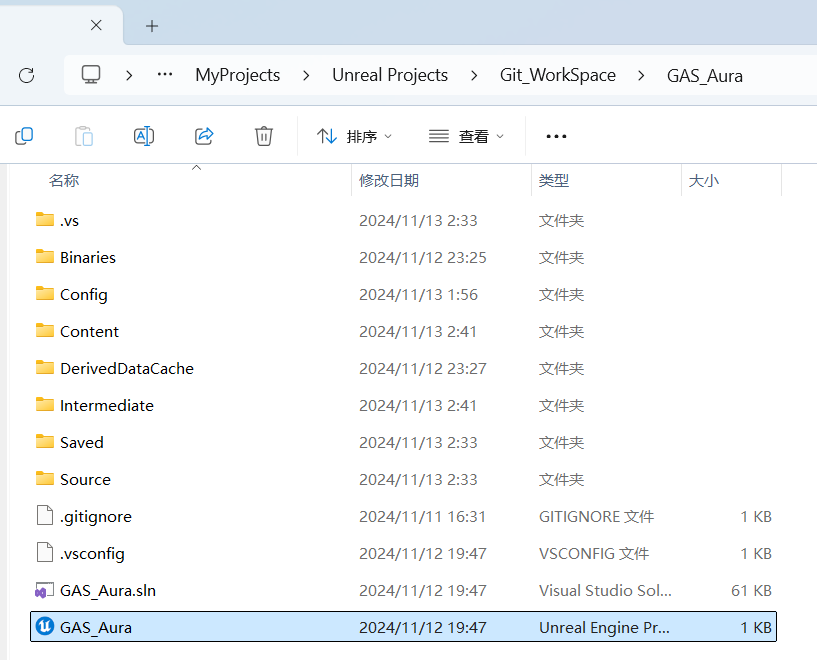 MyProjects > Unreal Projects > Git_WorkSpace > GAS_Aura
排序 查看
名称 修改日期 类型 大小
.vs 2024/11/13 2:33 文件夹
Binaries 2024/11/12 23:25 文件夹
Config 2024/11/13 1:56 文件夹
Content 2024/11/13 2:41 文件夹
DerivedDataCache 2024/11/12 23:27 文件夹
Intermediate 2024/11/13 2:41 文件夹
Saved 2024/11/13 2:33 文件夹
Source 2024/11/13 2:33 文件夹
.gitignore 2024/11/11 16:31 GITIGNORE 文件 1 KB
.vsconfig 2024/11/12 19:47 VSCONFIG 文件 1 KB
GAS_Aura.sln 2024/11/12 19:47 Visual Studio Sol... 61 KB
GAS_Aura 2024/11/12 19:47 Unreal Engine Pr... 1 KB